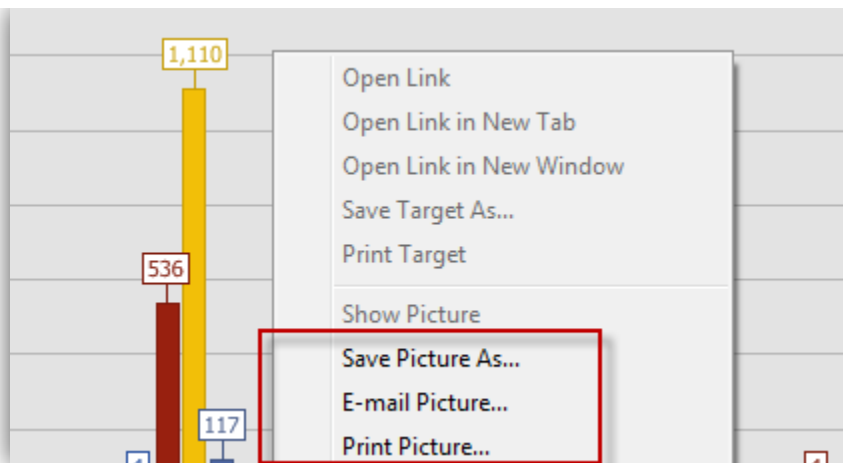 1,110
Open Link
Open Link in New Tab
Open Link in New Window
Save Target As...
Print Target
536
Show Picture
Save Picture As...
E-mail Picture...
117
Print Picture...